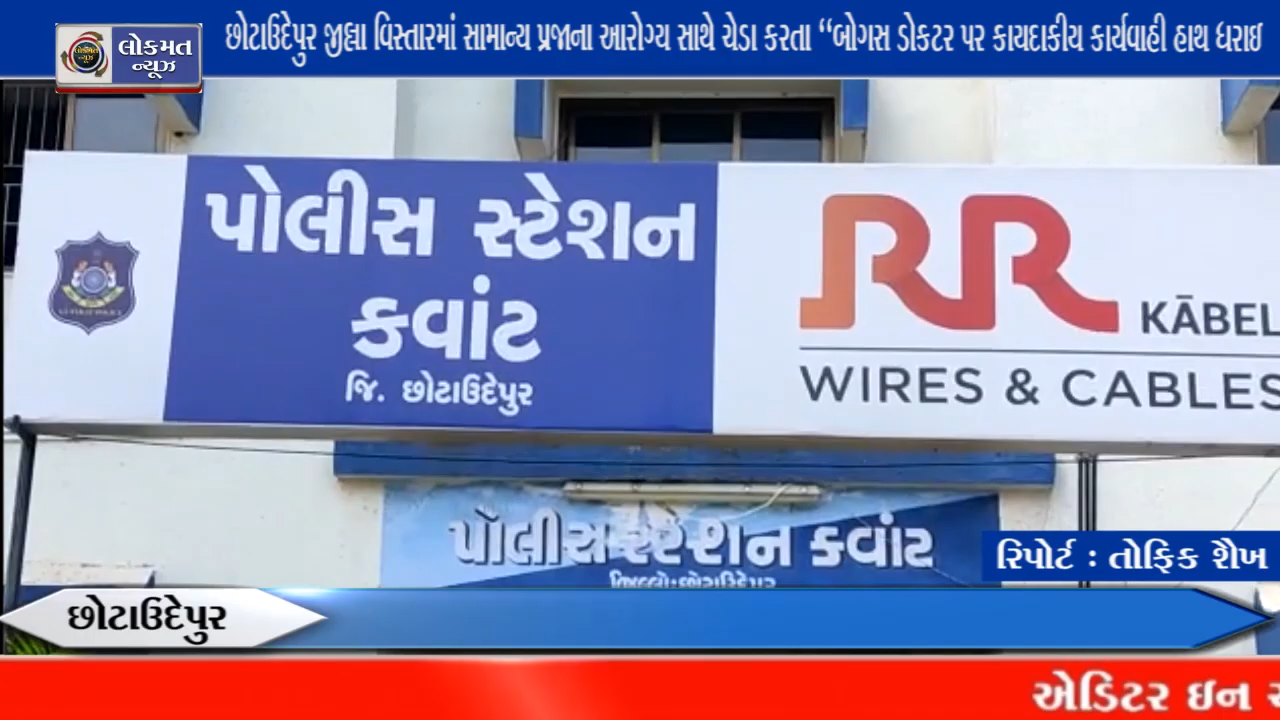 લોકમત
ન્યૂઝ
છોટાઉદેપુર જીલ્લા વિસ્તારમાં સામાન્ય પ્રજાના આરોગ્ય સાથે ચેડા કરતા “બોગસ ડોકટર પર કાયદાકીય કાર્યવાહી હાથ ધરાઇ
પોલીસ સ્ટેશન
કવાંટ
જિ. છોટાઉદેપુર
RR
KĀBEL
WIRES & CABLES
પોલીસ સ્ટેશન કવાંટ
જિલ્લો:છોટાઉદેપુર
રિપોર્ટ : તોફિક શૈખ
છોટાઉદેપુર
એડિટર ઇન